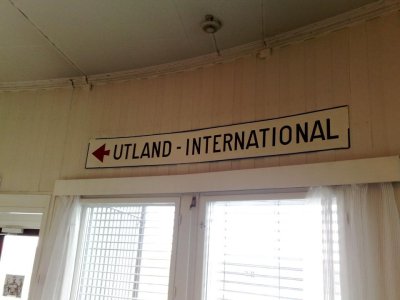 UTLAND - INTERNATIONAL